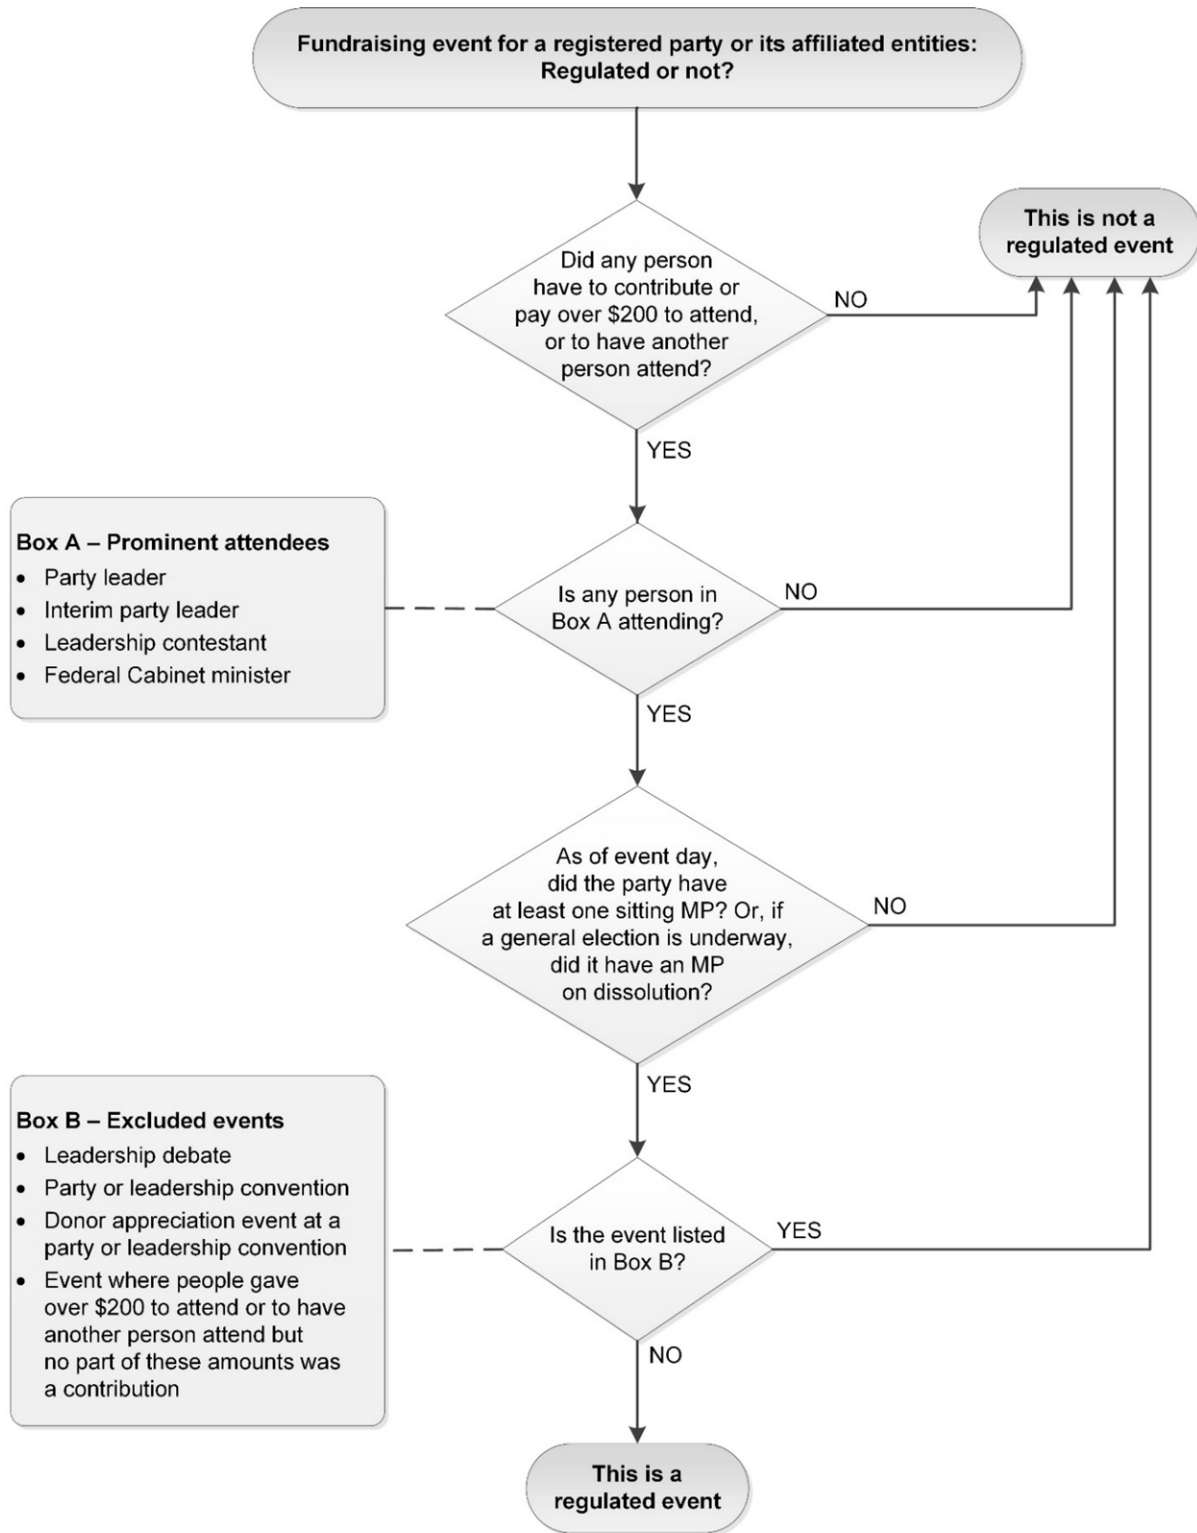 Fundraising event for a registered party or its affiliated entities:
Regulated or not?
This is not a
regulated event
Did any person
have to contribute or
pay over $200 to attend,
or to have another
person attend?
NO
YES
Box A – Prominent attendees
• Party leader
• Interim party leader
• Leadership contestant
• Federal Cabinet minister
Is any person in
Box A attending?
NO
YES
As of event day,
did the party have
at least one sitting MP? Or, if
a general election is underway,
did it have an MP
on dissolution?
NO
YES
Box B – Excluded events
• Leadership debate
• Party or leadership convention
• Donor appreciation event at a
party or leadership convention
• Event where people gave
over $200 to attend or to have
another person attend but
no part of these amounts was
a contribution
Is the event listed
in Box B?
YES
NO
This is a
regulated event